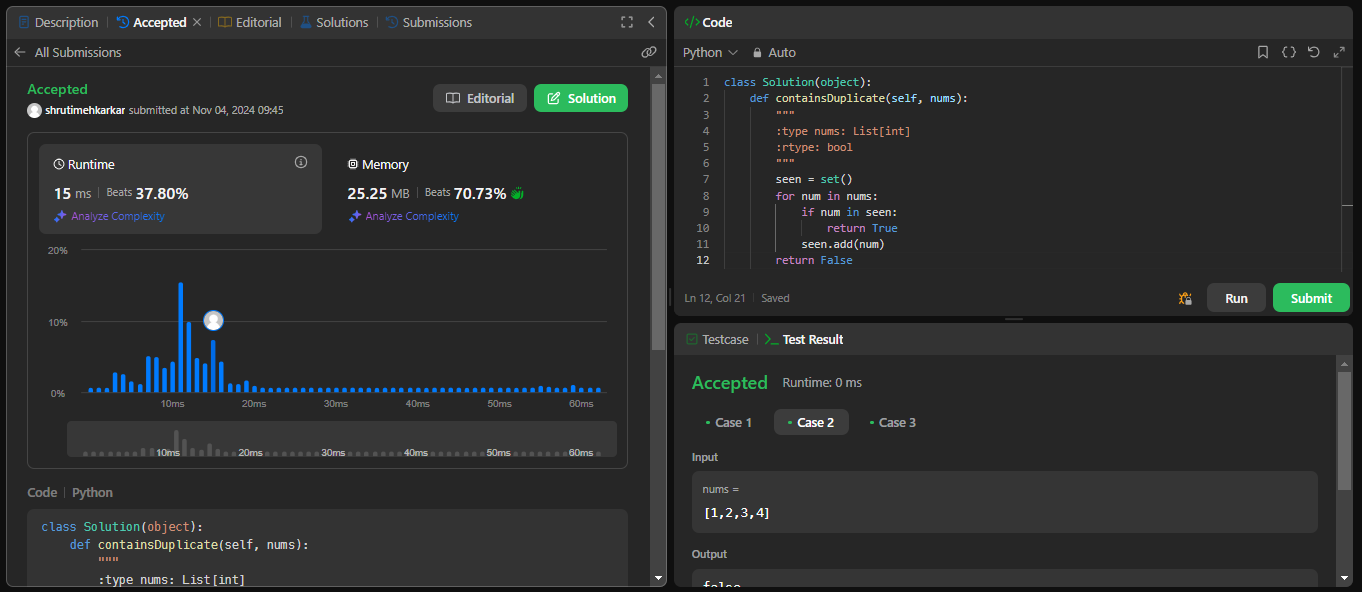 Description
Accepted
Editorial
Solutions
Submissions
All Submissions
Accepted
shrutimehkarkar submitted at Nov 04, 2024 09:45
Editorial
Solution
Runtime
15 ms
Beats 37.80%
Analyze Complexity
Memory
25.25 MB
Beats 70.73%
Analyze Complexity
20%
10%
0%
10ms 20ms 30ms 40ms 50ms 60ms
10ms 20ms 30ms 40ms 50ms 60ms
Code
Python
class Solution(object):
def containsDuplicate(self, nums):
"""
:type nums: List[int]
</> Code
Python
Auto
1 class Solution(object):
2 def containsDuplicate(self, nums):
3 """
4 :type nums: List[int]
5 :rtype: bool
6 """
7 seen = set()
8 for num in nums:
9 if num in seen:
10 return True
11 seen.add(num)
12 return False
Ln 12, Col 21
Saved
Run
Submit
Testcase
Test Result
Accepted
Runtime: 0 ms
Case 1
Case 2
Case 3
Input
nums =
[1,2,3,4]
Output
false